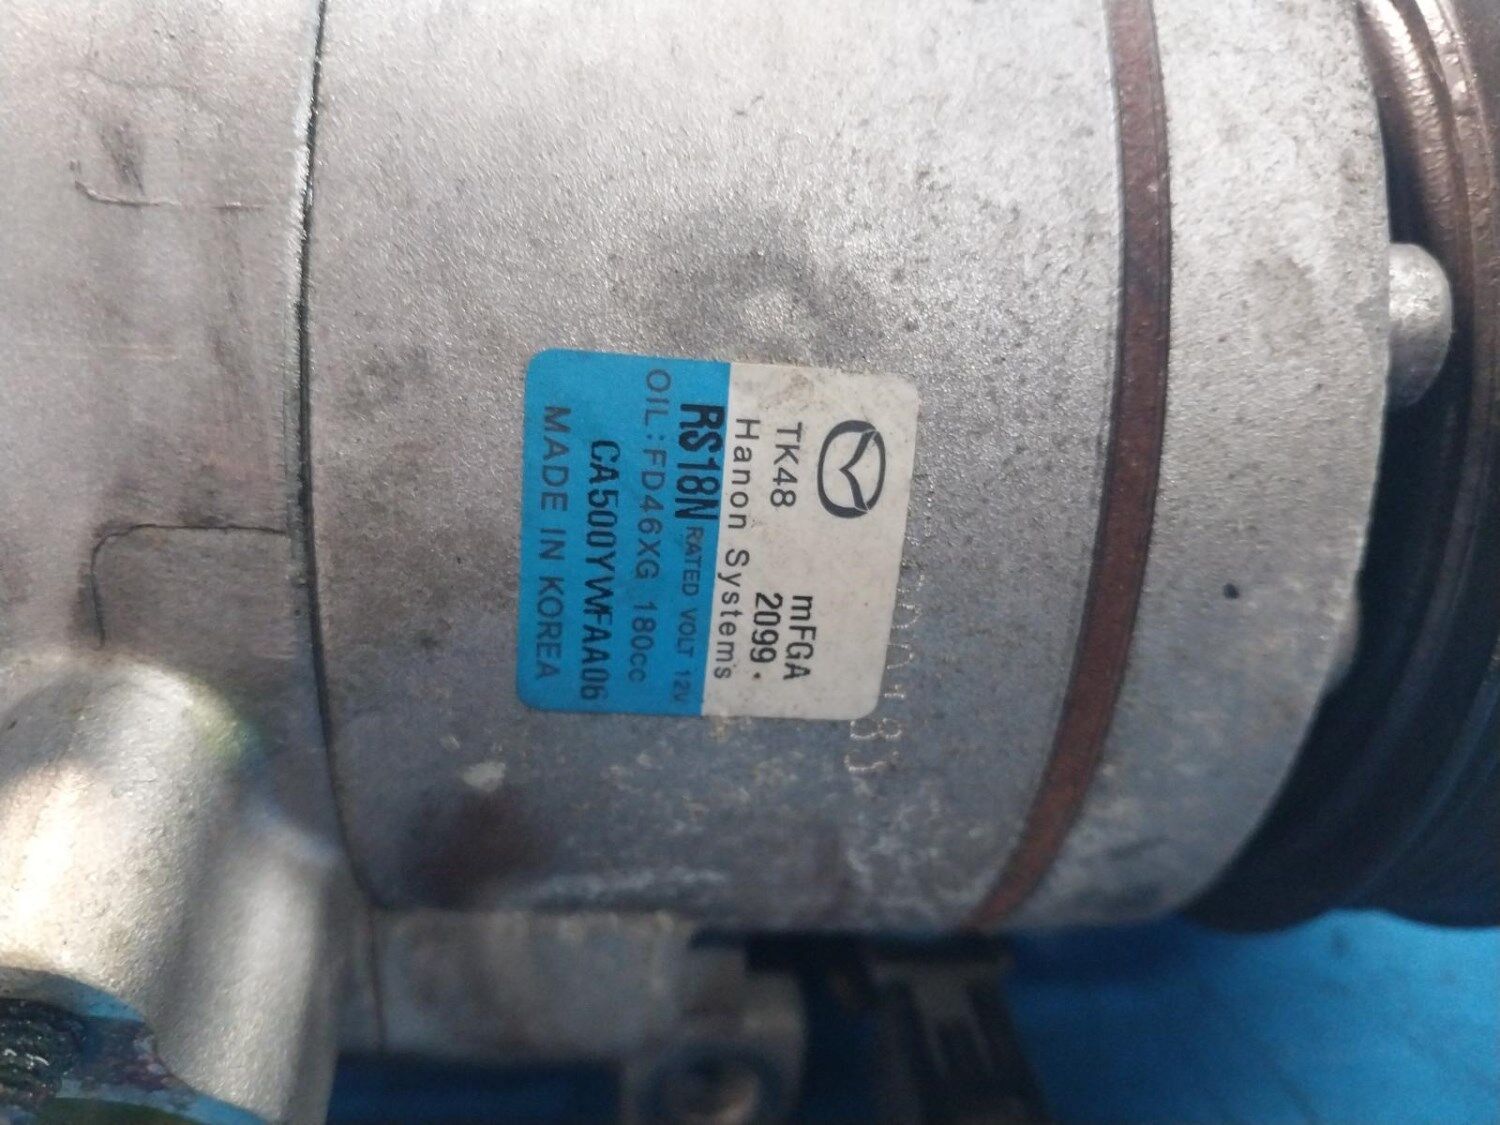 TK48 mFGA
2099.
Hanon Systems
RS18N RATED VOLT 12V
OIL:FD46XG 180cc
CA500YWFAA06
MADE IN KOREA